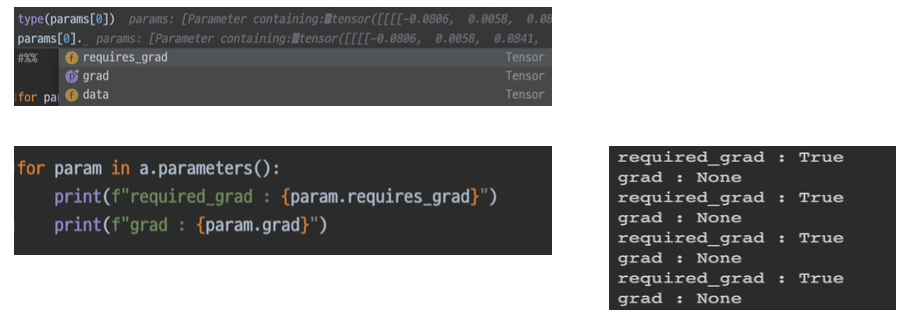 type(params[0])  params: [Parameter containing:tensor([[[[-0.0806,  0.0058,  0.08
params[0].  params: [Parameter containing:tensor([[[[-0.0806,  0.0058,  0.0841,
#%% f requires_grad Tensor
p grad Tensor
for pa f data Tensor
for param in a.parameters():
    print(f"required_grad : {param.requires_grad}")
    print(f"grad : {param.grad}")
required_grad : True
grad : None
required_grad : True
grad : None
required_grad : True
grad : None
required_grad : True
grad : None